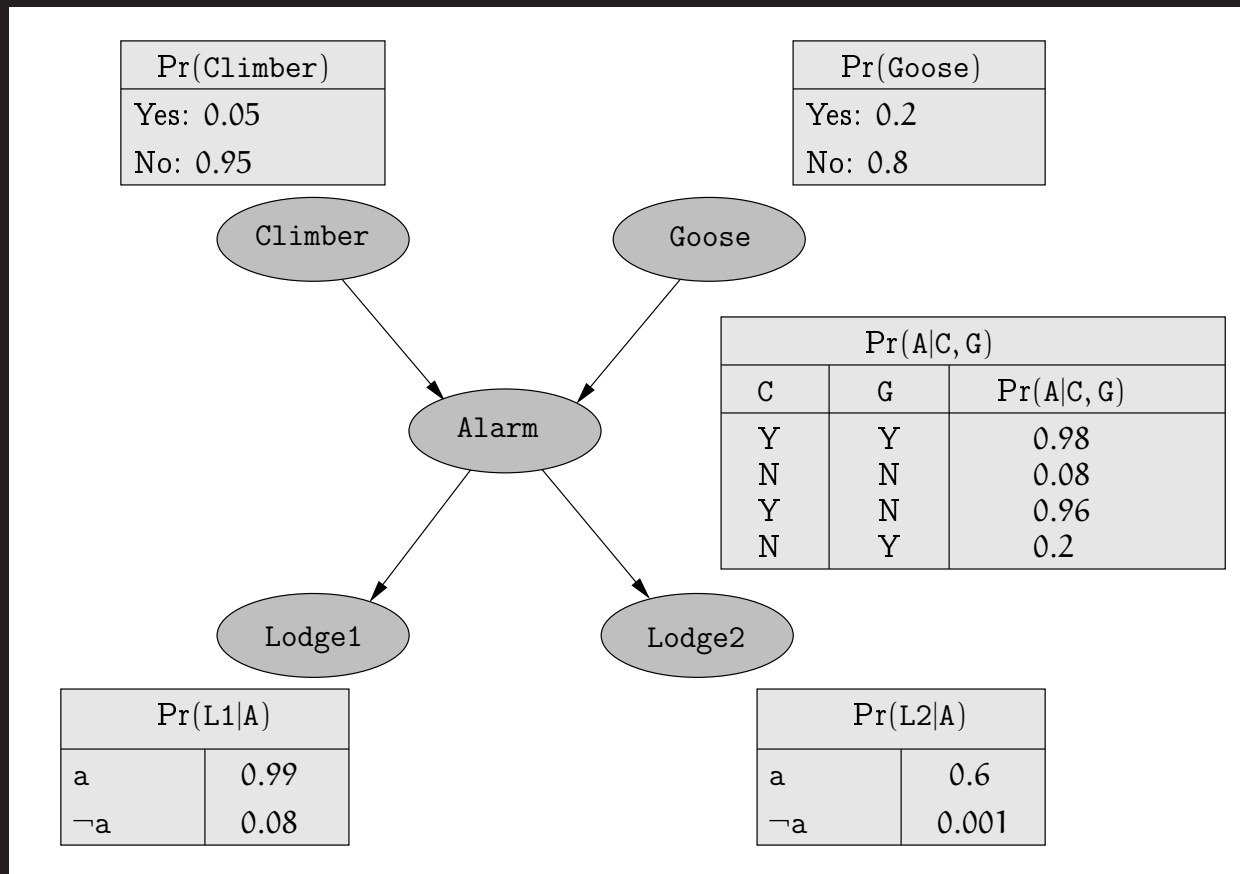 Pr(Climber)
Yes: 0.05
No: 0.95
Pr(Goose)
Yes: 0.2
No: 0.8
Climber
Goose
Pr(A|C, G)
C G Pr(A|C, G)
Y Y 0.98
N N 0.08
Y N 0.96
N Y 0.2
Alarm
Lodge1
Lodge2
Pr(L1|A)
a 0.99
¬a 0.08
Pr(L2|A)
a 0.6
¬a 0.001